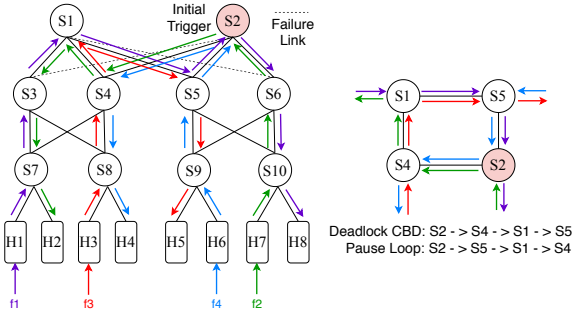 Initial
Trigger
Failure
Link
S1
S2
S3
S4
S5
S6
S7
S8
S9
S10
H1
H2
H3
H4
H5
H6
H7
H8
f1
f3
f4
f2
S1
S5
S4
S2
Deadlock CBD: S2 -> S4 -> S1 -> S5
Pause Loop: S2 -> S5 -> S1 -> S4